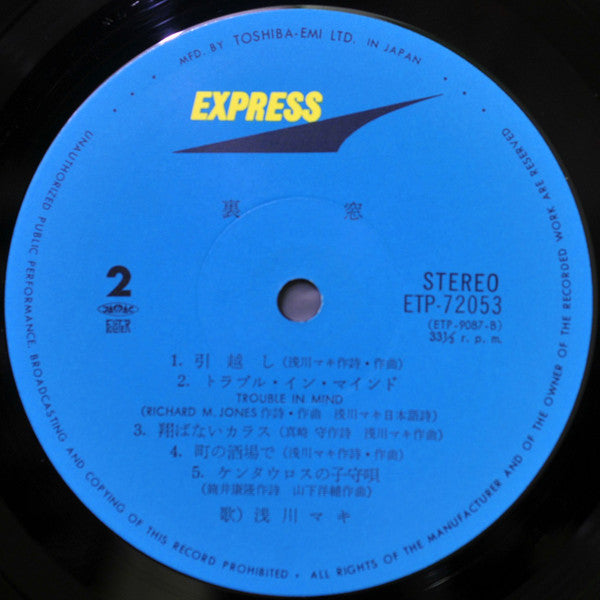 MFD. BY TOSHIBA-EMI LTD. IN JAPAN
EXPRESS
裏 窓
2
STEREO
ETP-72053
(ETP-9087-B)
33⅓ r. p. m.
1. 引越し(浅川マキ作詩・作曲)
2. トラブル・イン・マインド
TROUBLE IN MIND
(RICHARD M. JONES作詩・作曲 浅川マキ日本語詩)
3. 翔ばないカラス(真崎 守作詩 浅川マキ作曲)
4. 町の酒場で(浅川マキ作詩・作曲)
5. ケンタウロスの子守唄
(筒井康隆作詩 山下洋輔作曲)
歌) 浅川マキ
UNAUTHORIZED PUBLIC PERFORMANCE, BROADCASTING AND COPYING OF THIS RECORD PROHIBITED • ALL RIGHTS OF THE MANUFACTURER AND OF THE OWNER OF THE RECORDED WORK ARE RESERVED